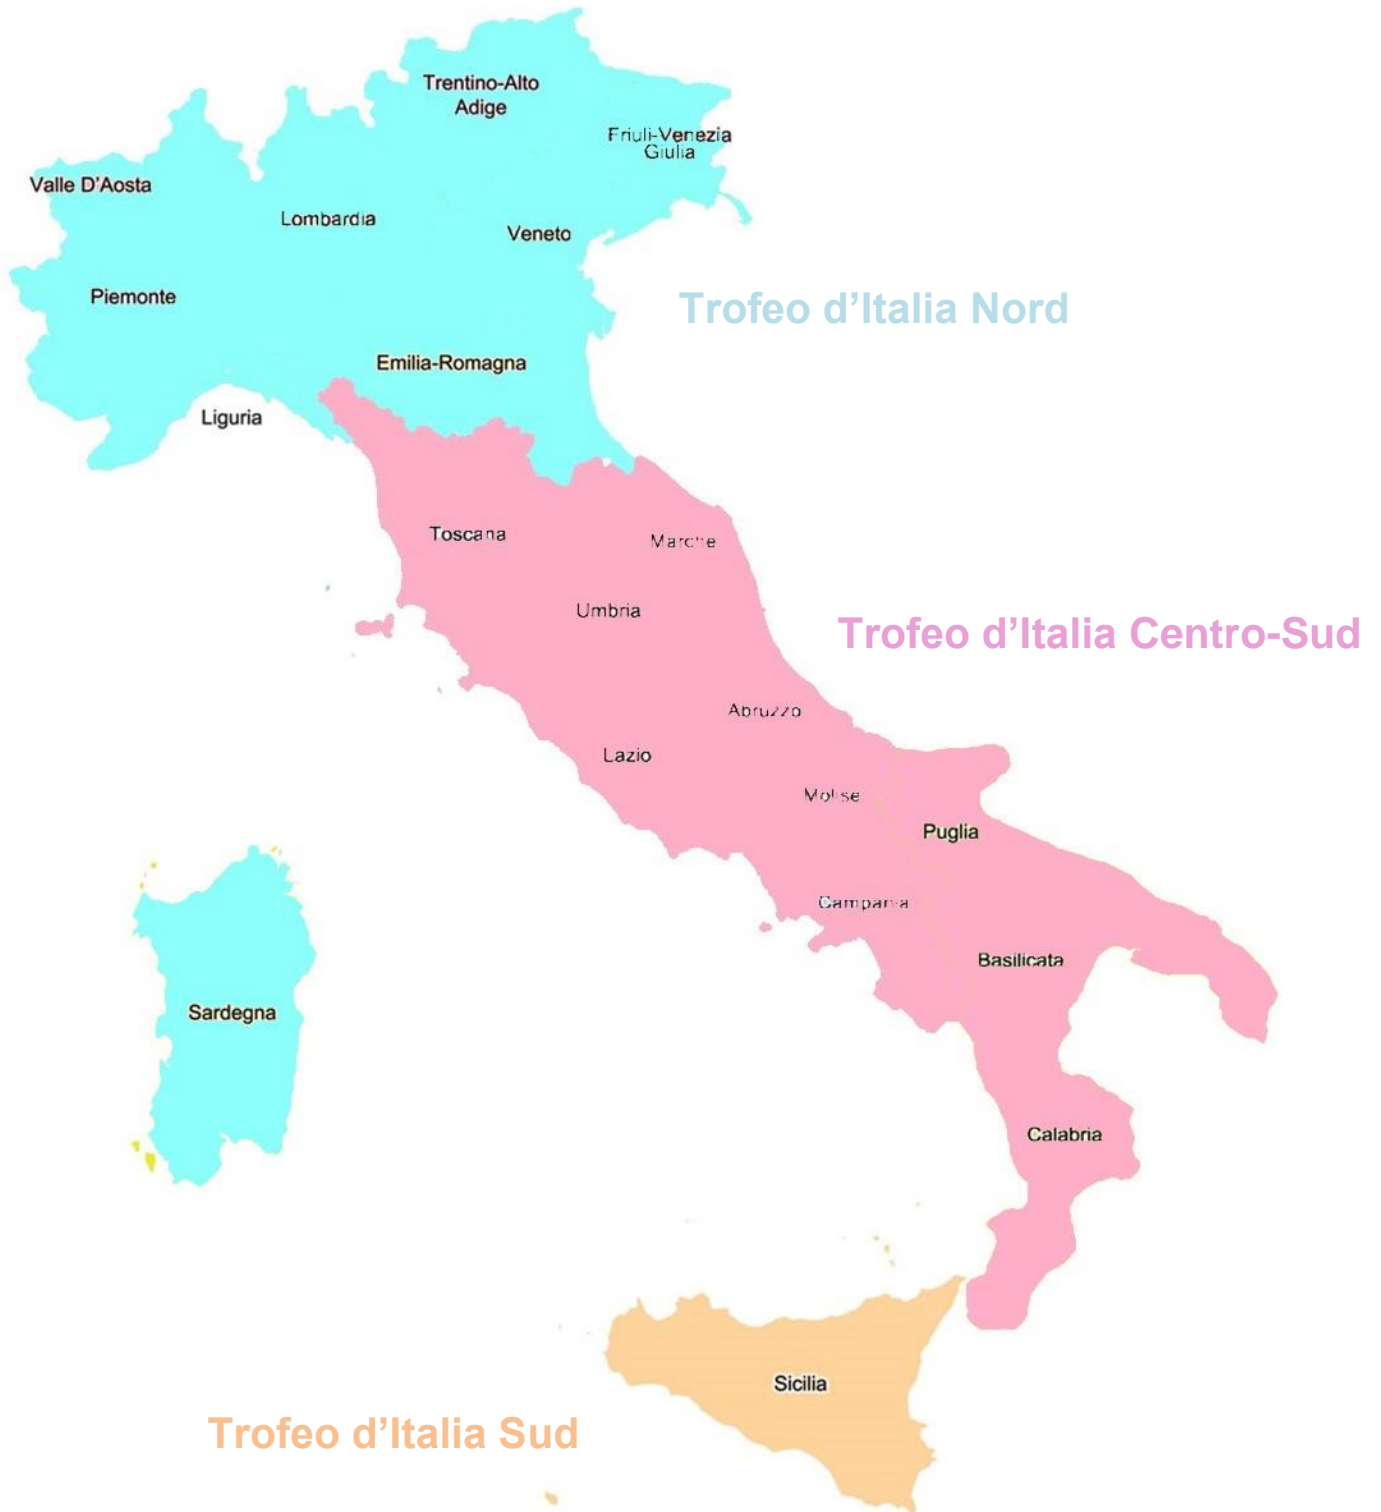 Trentino-Alto
Adige
Friuli-Venezia
Giulia
Valle D'Aosta
Lombardia
Veneto
Piemonte
Trofeo d’Italia Nord
Emilia-Romagna
Liguria
Toscana
Marche
Umbria
Trofeo d’Italia Centro-Sud
Abruzzo
Lazio
Molise
Puglia
Campania
Basilicata
Sardegna
Calabria
Sicilia
Trofeo d’Italia Sud